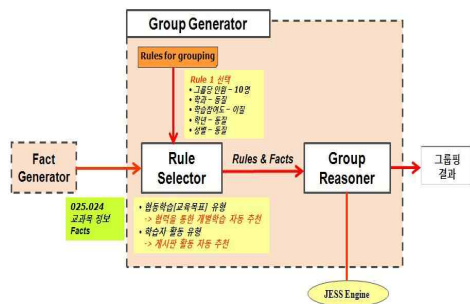 Group Generator
Rules for grouping
Rule 1 선택
• 그룹당 인원 – 10명
• 학과 – 동질
• 학습참여도 – 이질
• 학년 – 동질
• 성별 – 동질
Fact
Generator
Rule
Selector
Rules & Facts
Group
Reasoner
그룹핑
결과
025.024
교과목 정보
Facts
• 협동학습[교육목표] 유형
-> 협력을 통한 개별학습 자동 추천
• 학습자 활동 유형
-> 게시판 활동 자동 추천
JESS Engine